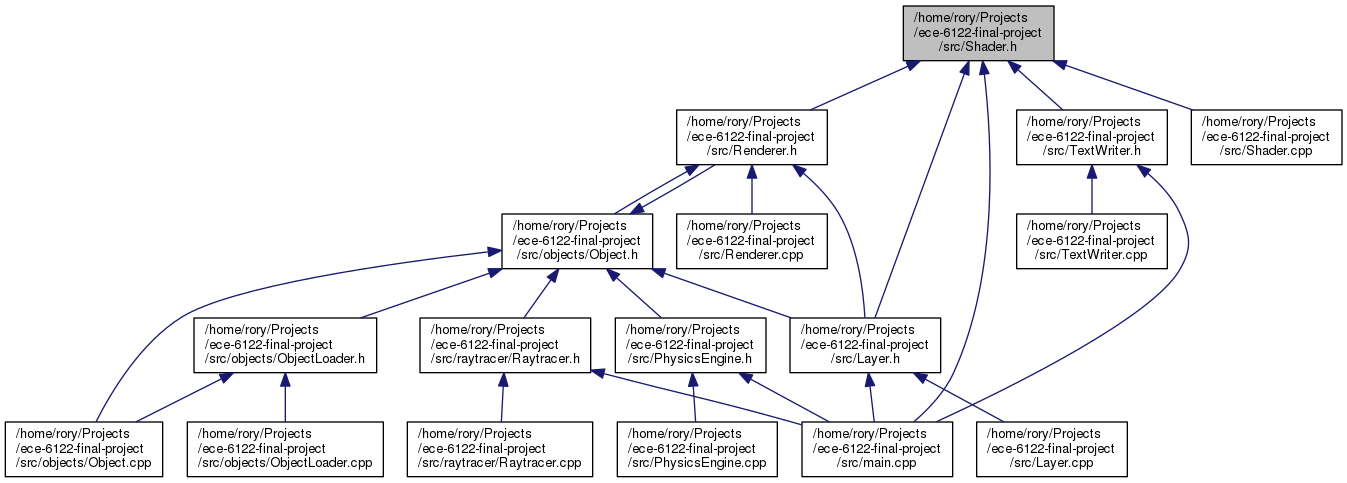 /home/rory/Projects
/ece-6122-final-project
/src/Shader.h
/home/rory/Projects
/ece-6122-final-project
/src/Renderer.h
/home/rory/Projects
/ece-6122-final-project
/src/TextWriter.h
/home/rory/Projects
/ece-6122-final-project
/src/Shader.cpp
/home/rory/Projects
/ece-6122-final-project
/src/objects/Object.h
/home/rory/Projects
/ece-6122-final-project
/src/Renderer.cpp
/home/rory/Projects
/ece-6122-final-project
/src/TextWriter.cpp
/home/rory/Projects
/ece-6122-final-project
/src/objects/ObjectLoader.h
/home/rory/Projects
/ece-6122-final-project
/src/raytracer/Raytracer.h
/home/rory/Projects
/ece-6122-final-project
/src/PhysicsEngine.h
/home/rory/Projects
/ece-6122-final-project
/src/Layer.h
/home/rory/Projects
/ece-6122-final-project
/src/objects/Object.cpp
/home/rory/Projects
/ece-6122-final-project
/src/objects/ObjectLoader.cpp
/home/rory/Projects
/ece-6122-final-project
/src/raytracer/Raytracer.cpp
/home/rory/Projects
/ece-6122-final-project
/src/PhysicsEngine.cpp
/home/rory/Projects
/ece-6122-final-project
/src/main.cpp
/home/rory/Projects
/ece-6122-final-project
/src/Layer.cpp